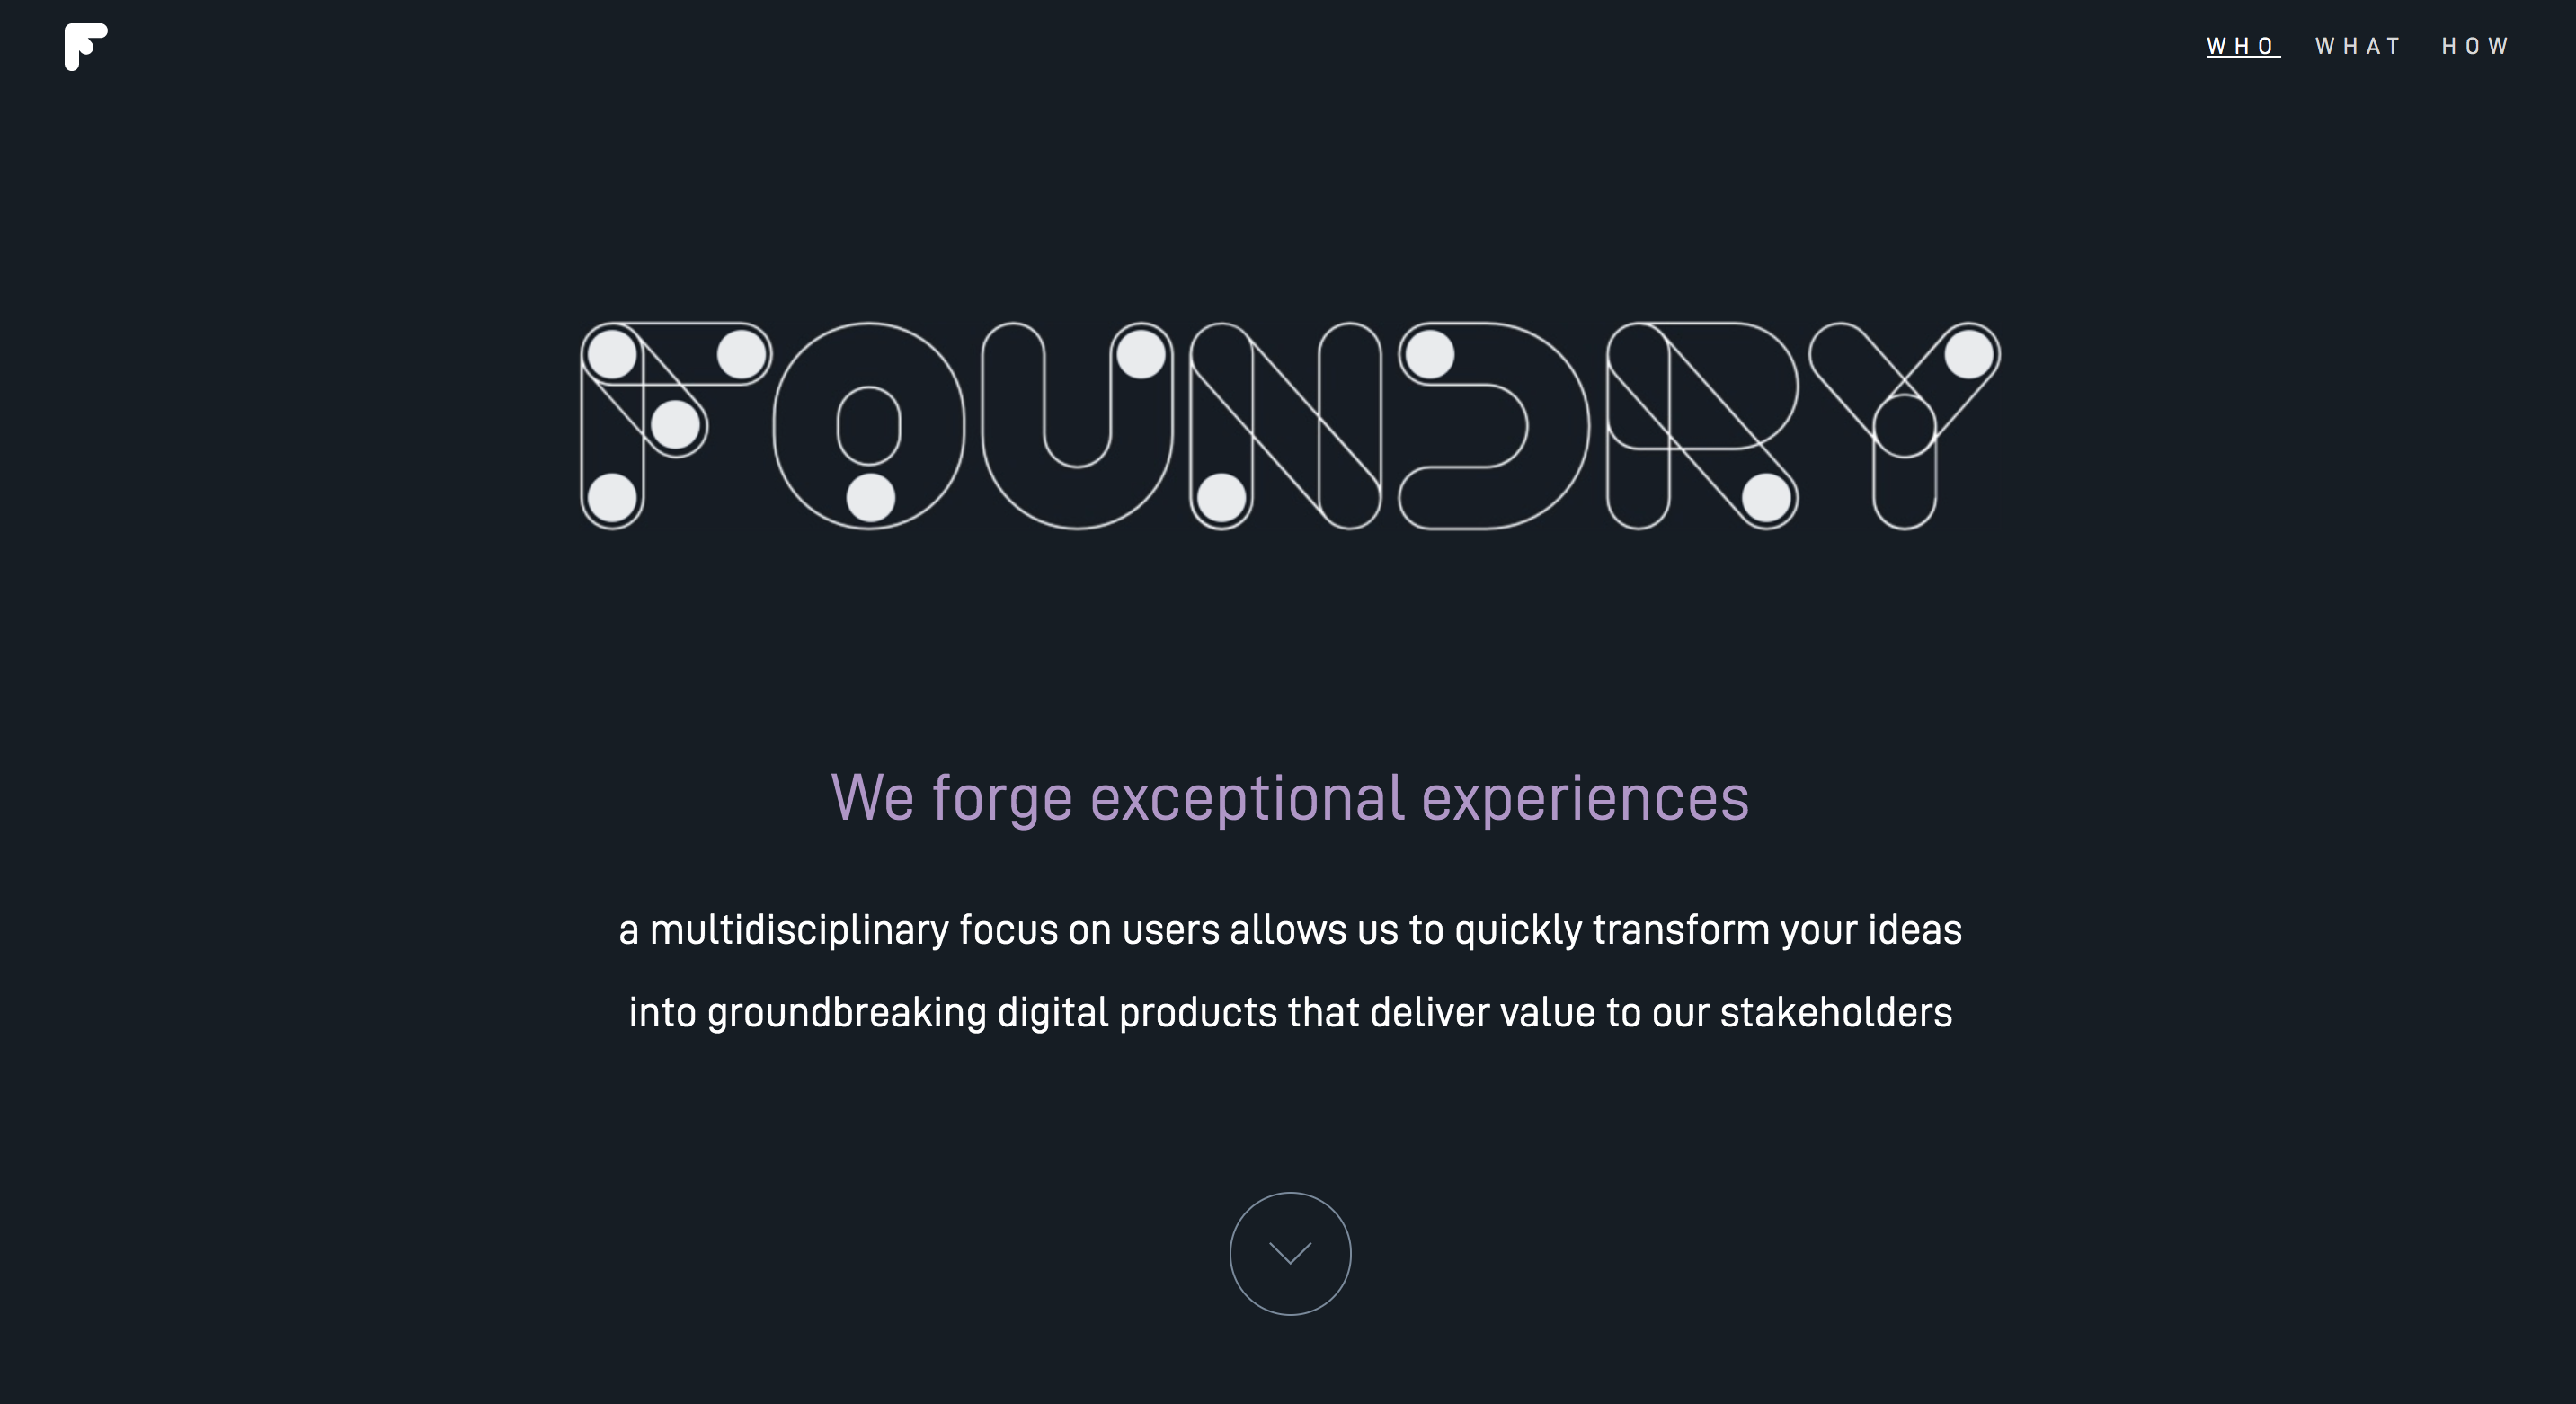 F
WHO WHAT HOW
FOUNDRY
We forge exceptional experiences
a multidisciplinary focus on users allows us to quickly transform your ideas
into groundbreaking digital products that deliver value to our stakeholders